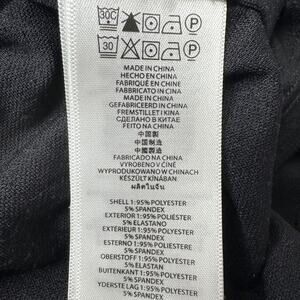 30C P
30 P
MADE IN CHINA
HECHO EN CHINA
FABRIQUÉ EN CHINE
FABBRICATO IN CINA
MADE IN CHINA
GEFABRICEERD IN CHINA
FREMSTILLET I KINA
СДЕЛАНО В КИТАЕ
FEITO NA CHINA
中国製
中国制造
中國製造
FABRICADO NA CHINA
VYROBENO V ČÍNĚ
WYPRODUKOWANO W CHINACH
KÉSZÜLT KÍNÁBAN
ผลิตในจีน
SHELL 1:95% POLYESTER
5% SPANDEX
EXTERIOR 1:95% POLIÉSTER
5% ELASTANO
EXTÉRIEUR 1:95% POLYESTER
5% SPANDEX
ESTERNO 1:95% POLIESTERE
5% SPANDEX
OBERSTOFF 1:95% POLYESTER
5% ELASTAN
BUITENKANT 1:95% POLYESTER
5% SPANDEX
YDERSTE LAG 1:95% POLYESTER
5% SPANDEX